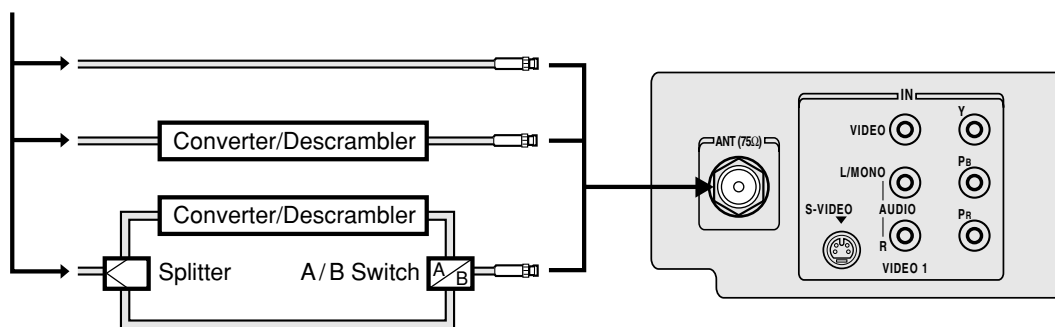 Converter/Descrambler
Converter/Descrambler
Splitter
A/B Switch
A/B
ANT (75Ω)
IN
VIDEO
Y
L/MONO
PB
S-VIDEO
AUDIO
PR
R
VIDEO 1